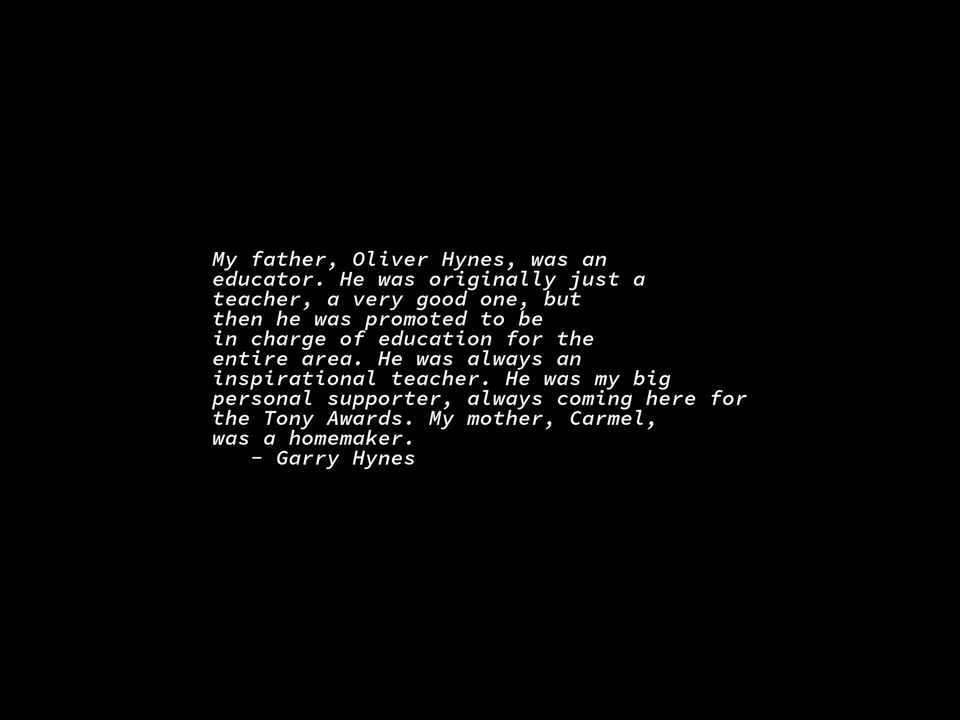 My father, Oliver Hynes, was an
educator. He was originally just a
teacher, a very good one, but
then he was promoted to be
in charge of education for the
entire area. He was always an
inspirational teacher. He was my big
personal supporter, always coming here for
the Tony Awards. My mother, Carmel,
was a homemaker.
– Garry Hynes